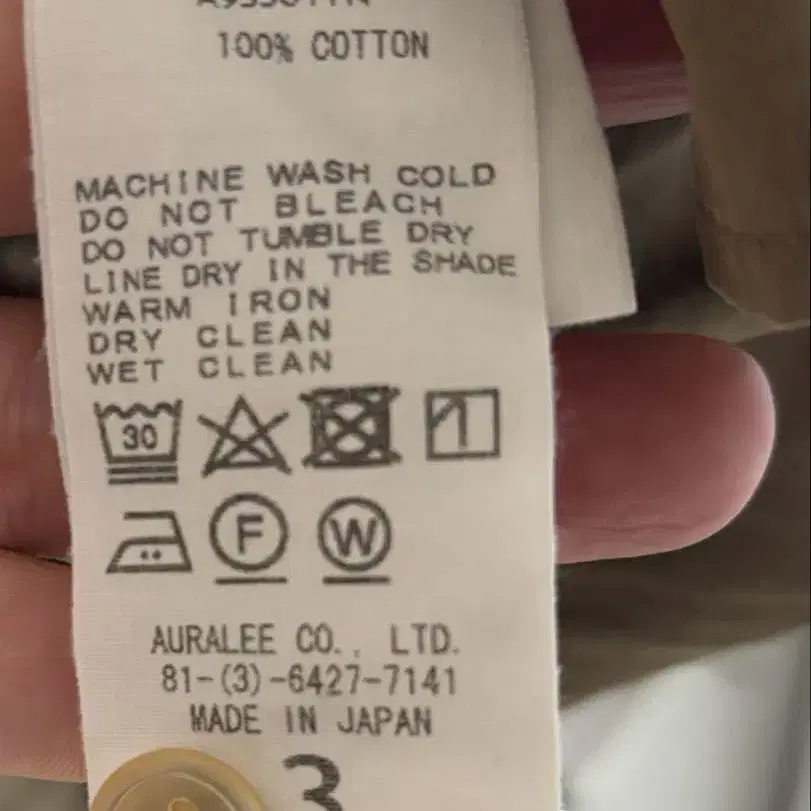 100% COTTON
MACHINE WASH COLD
DO NOT BLEACH
DO NOT TUMBLE DRY
LINE DRY IN THE SHADE
WARM IRON
DRY CLEAN
WET CLEAN
30
F W
AURALEE CO., LTD.
81-(3)-6427-7141
MADE IN JAPAN
3